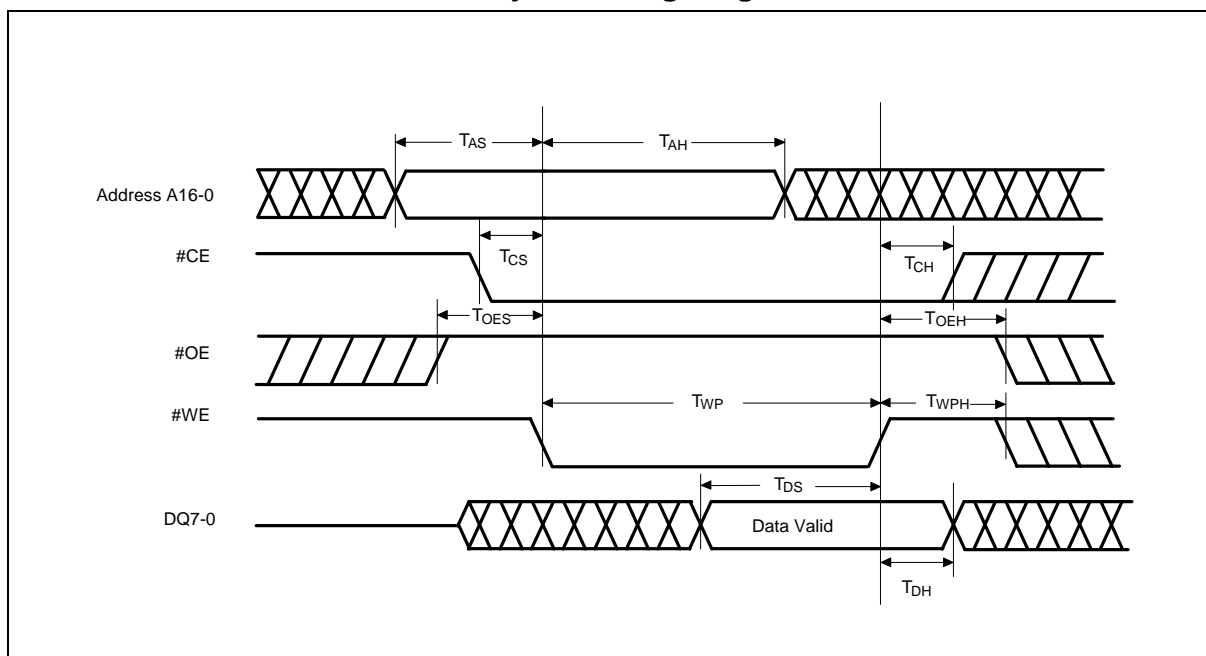 TAS
TAH
Address A16-0
#CE
TCS
TCH
TOES
TOEH
#OE
TWP
TWPH
#WE
TDS
DQ7-0
Data Valid
TDH